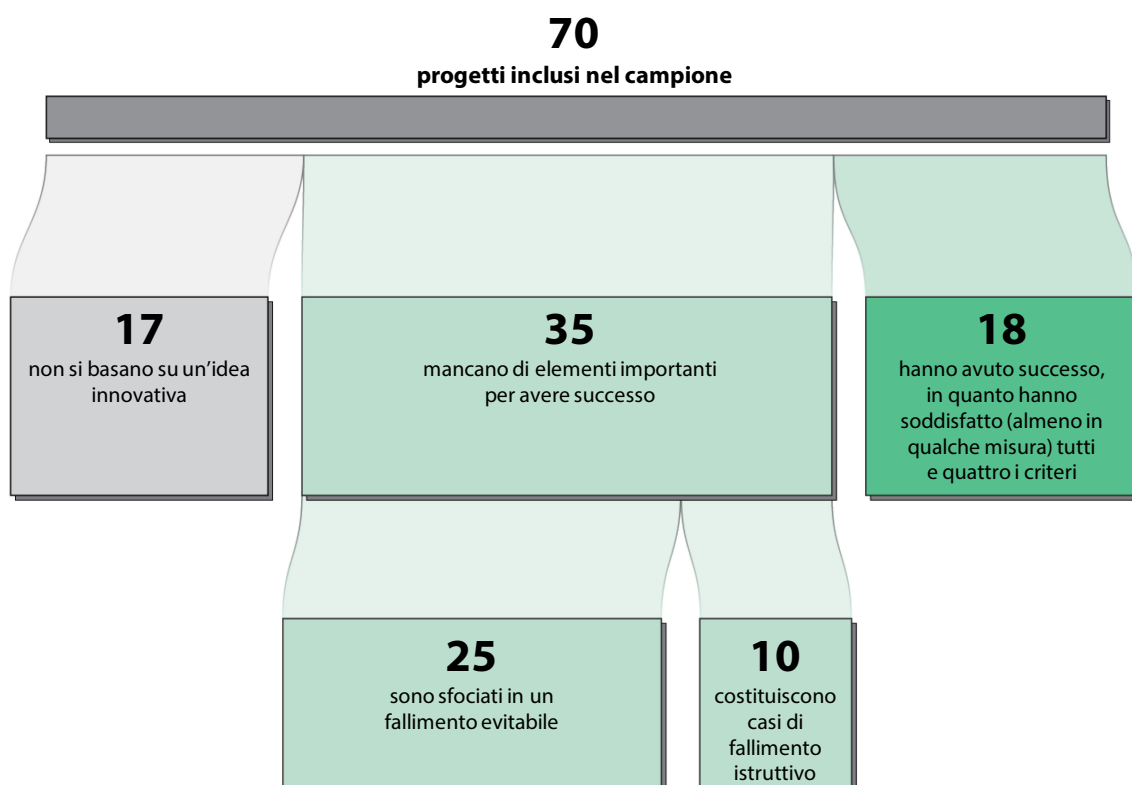 70
progetti inclusi nel campione
17
non si basano su un'idea
innovativa
35
mancano di elementi importanti
per avere successo
18
hanno avuto successo,
in quanto hanno
soddisfatto (almeno in
qualche misura) tutti
e quattro i criteri
25
sono sfociati in un
fallimento evitabile
10
costituiscono
casi di
fallimento
istruttivo